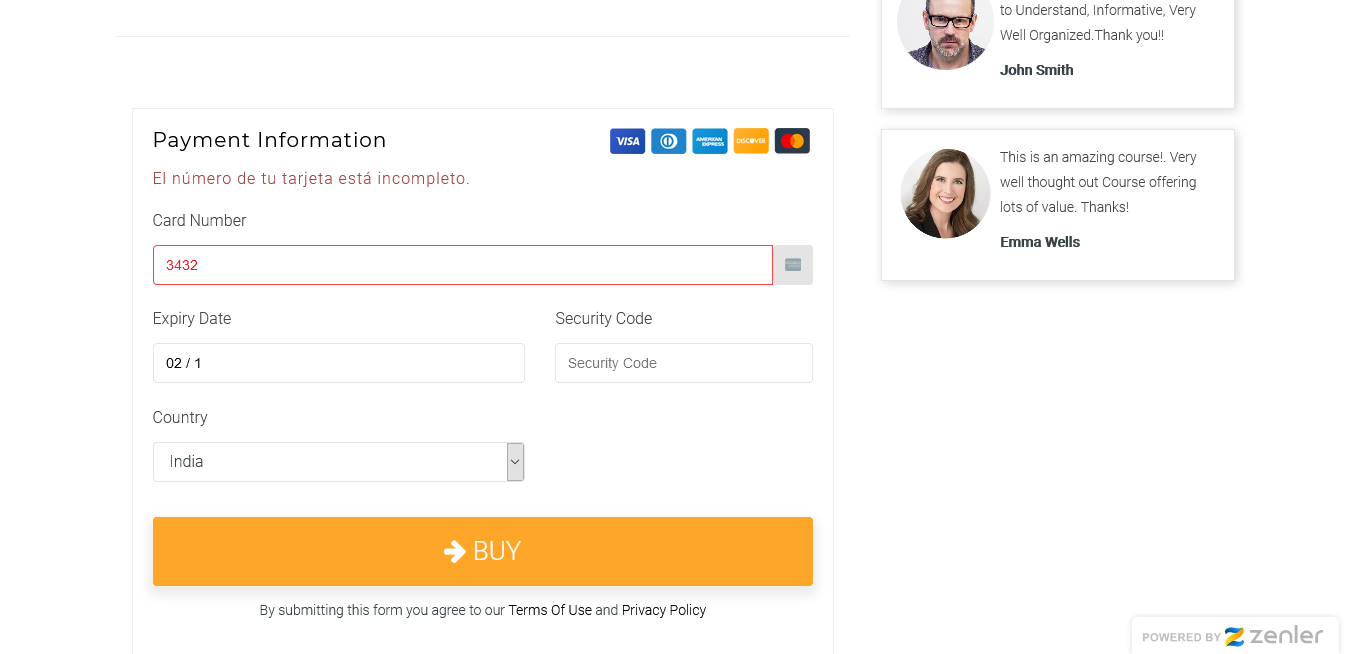 to Understand, Informative, Very
Well Organized.Thank you!!
John Smith
Payment Information
VISA
AMERICAN
EXPRESS
DISCOVER
El número de tu tarjeta está incompleto.
Card Number
3432
Expiry Date
Security Code
02 / 1
Security Code
Country
India
BUY
By submitting this form you agree to our Terms Of Use and Privacy Policy
This is an amazing course!. Very
well thought out Course offering
lots of value. Thanks!
Emma Wells
POWERED BY zenler